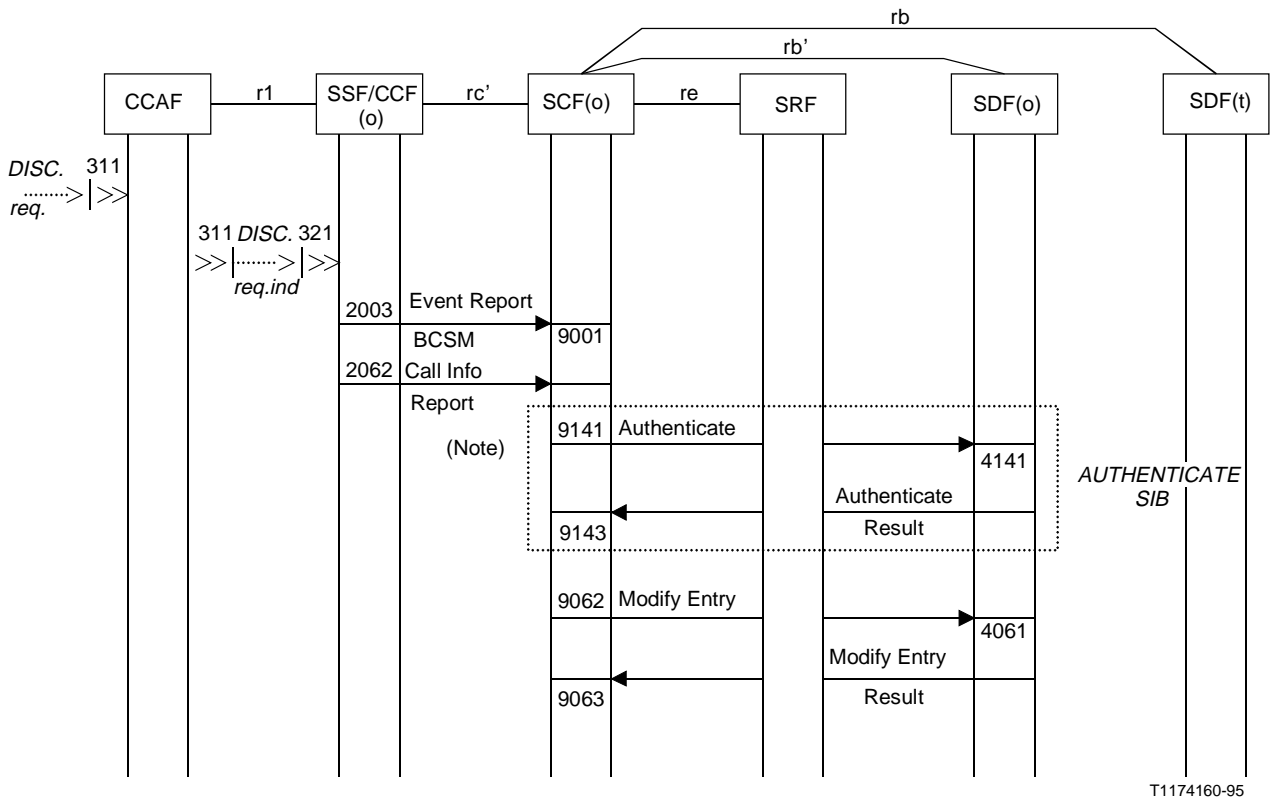 rb
rb’
CCAF
r1
SSF/CCF
(o)
rc’
SCF(o)
re
SRF
SDF(o)
SDF(t)
DISC.
311
req.
311
DISC.
321
req.ind
2003
Event Report
BCSM
9001
2062
Call Info
Report
(Note)
9141
Authenticate
4141
AUTHENTICATE
SIB
Authenticate
Result
9143
9062
Modify Entry
4061
Modify Entry
Result
9063
T1174160-95